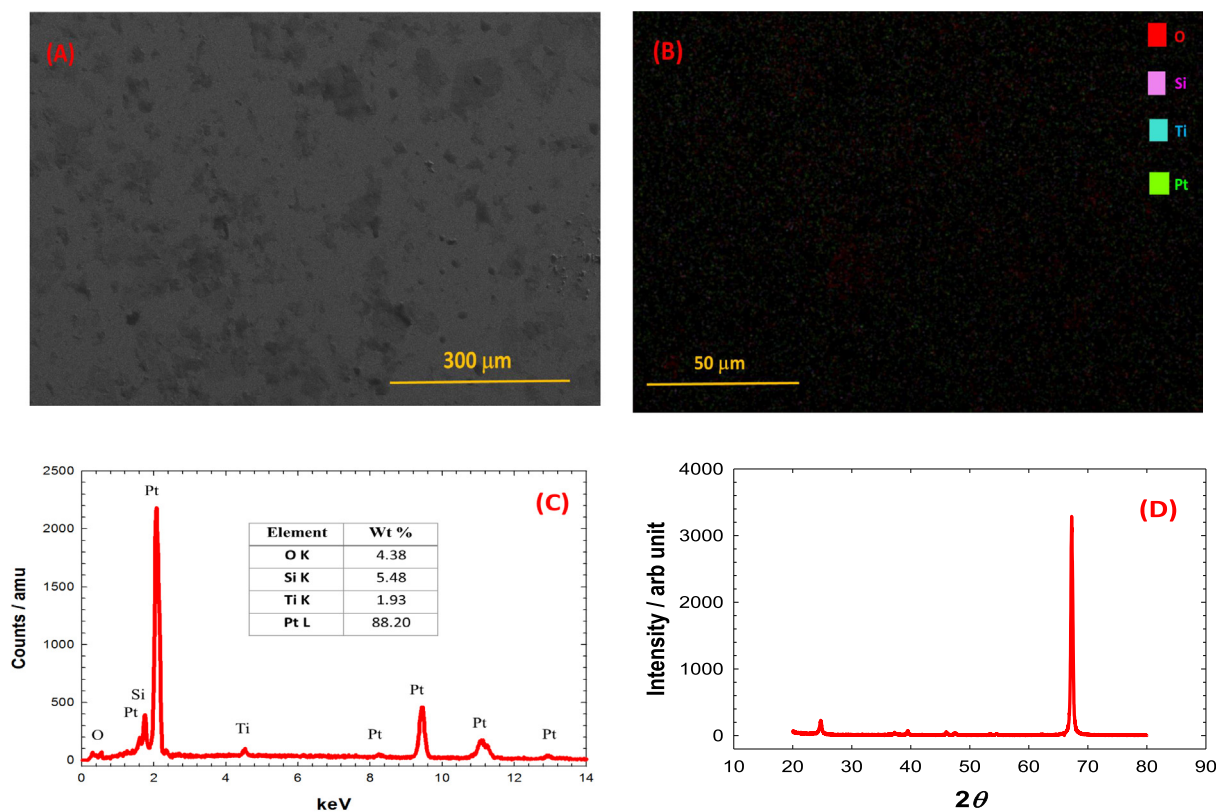 (A)
300 μm
(B)
O
Si
Ti
Pt
50 μm
2500
2000
1500
1000
500
0
Counts / amu
Pt
Si
Pt
O
Ti
Pt
Pt
Pt
Pt
(C)
Element Wt %
O K 4.38
Si K 5.48
Ti K 1.93
Pt L 88.20
0 2 4 6 8 10 12 14
keV
4000
3000
2000
1000
0
Intensity / arb unit
(D)
10 20 30 40 50 60 70 80 90
2θ